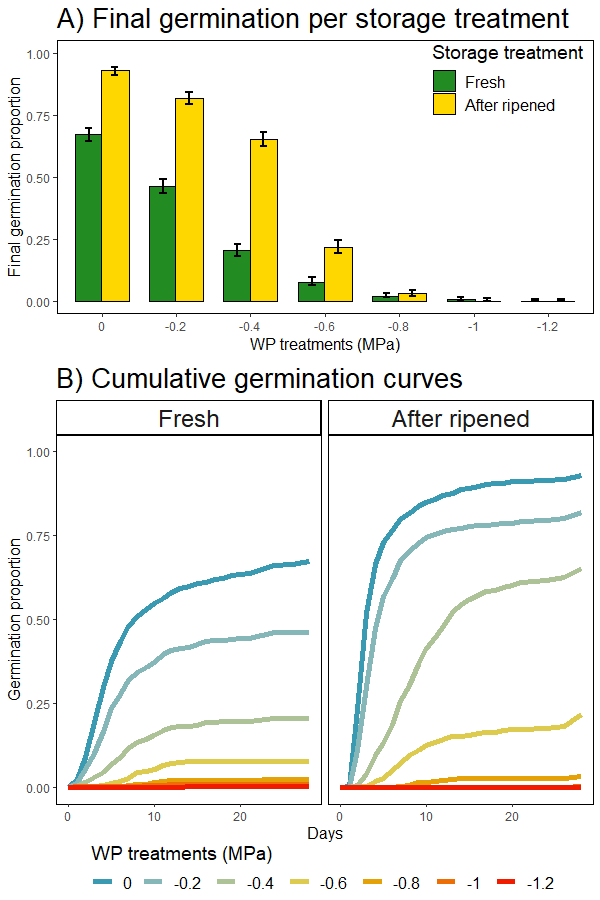 A) Final germination per storage treatment
Storage treatment
Fresh
After ripened
Final germination proportion
1.00
0.75
0.50
0.25
0.00
0 -0.2 -0.4 -0.6 -0.8 -1 -1.2
WP treatments (MPa)
B) Cumulative germination curves
Fresh After ripened
Germination proportion
1.00
0.75
0.50
0.25
0.00
0 10 20 0 10 20
Days
WP treatments (MPa)
0 -0.2 -0.4 -0.6 -0.8 -1 -1.2